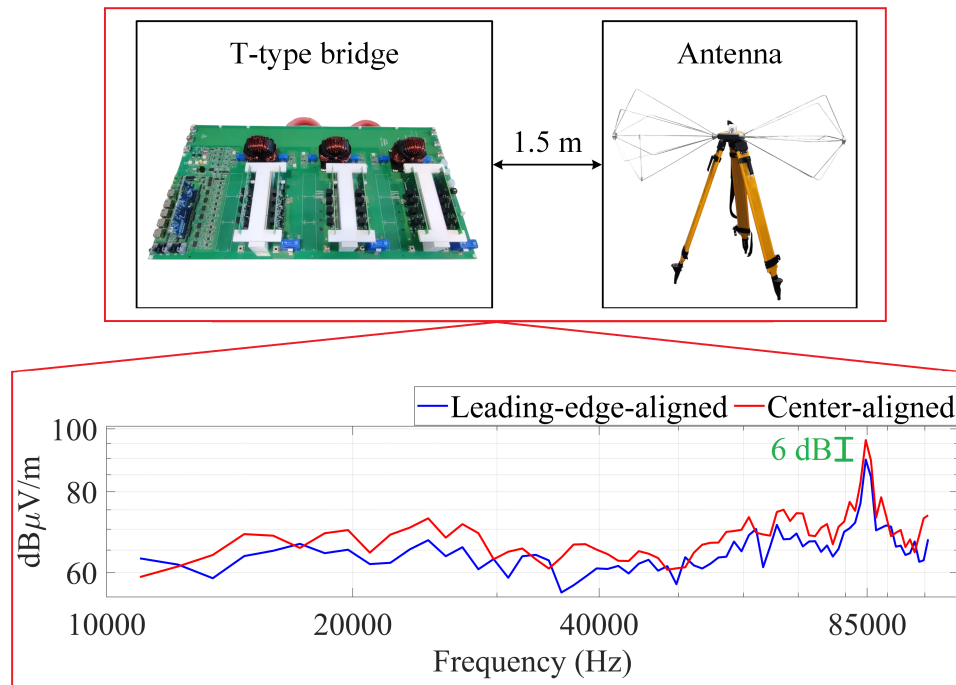 T-type bridge
Antenna
1.5 m
Leading-edge-aligned
Center-aligned
6 dB
100
80
60
dBμV/m
10000
20000
40000
85000
Frequency (Hz)